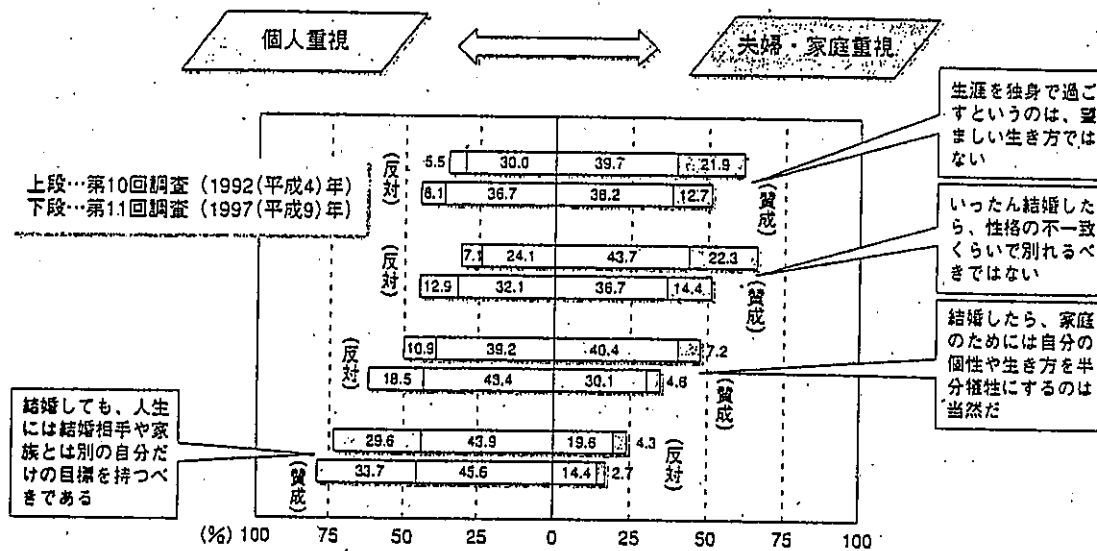 個人重視
夫婦・家庭重視
生涯を独身で過ご
すというのは、望
ましい生き方では
ない
上段…第10回調査(1992(平成4)年)
下段…第11回調査(1997(平成9)年)
(反対)
5.5 30.0 39.7 21.9
8.1 36.7 38.2 12.7
(賛成)
いったん結婚した
ら、性格の不一致
くらいで別れるべ
きではない
(反対)
7.1 24.1 43.7 22.3
12.9 32.1 36.7 14.4
(賛成)
結婚したら、家庭
のためには自分の
個性や生き方を半
分犠牲にするのは
当然だ
(反対)
10.9 39.2 40.4 7.2
18.5 43.4 30.1 4.6
(賛成)
結婚しても、人生
には結婚相手や家
族とは別の自分だ
けの目標を持つべ
きである
29.6 43.9 19.6 4.3
33.7 45.6 14.4 2.7
(賛成)
(反対)
(%) 100 75 50 25 0 25 50 75 100